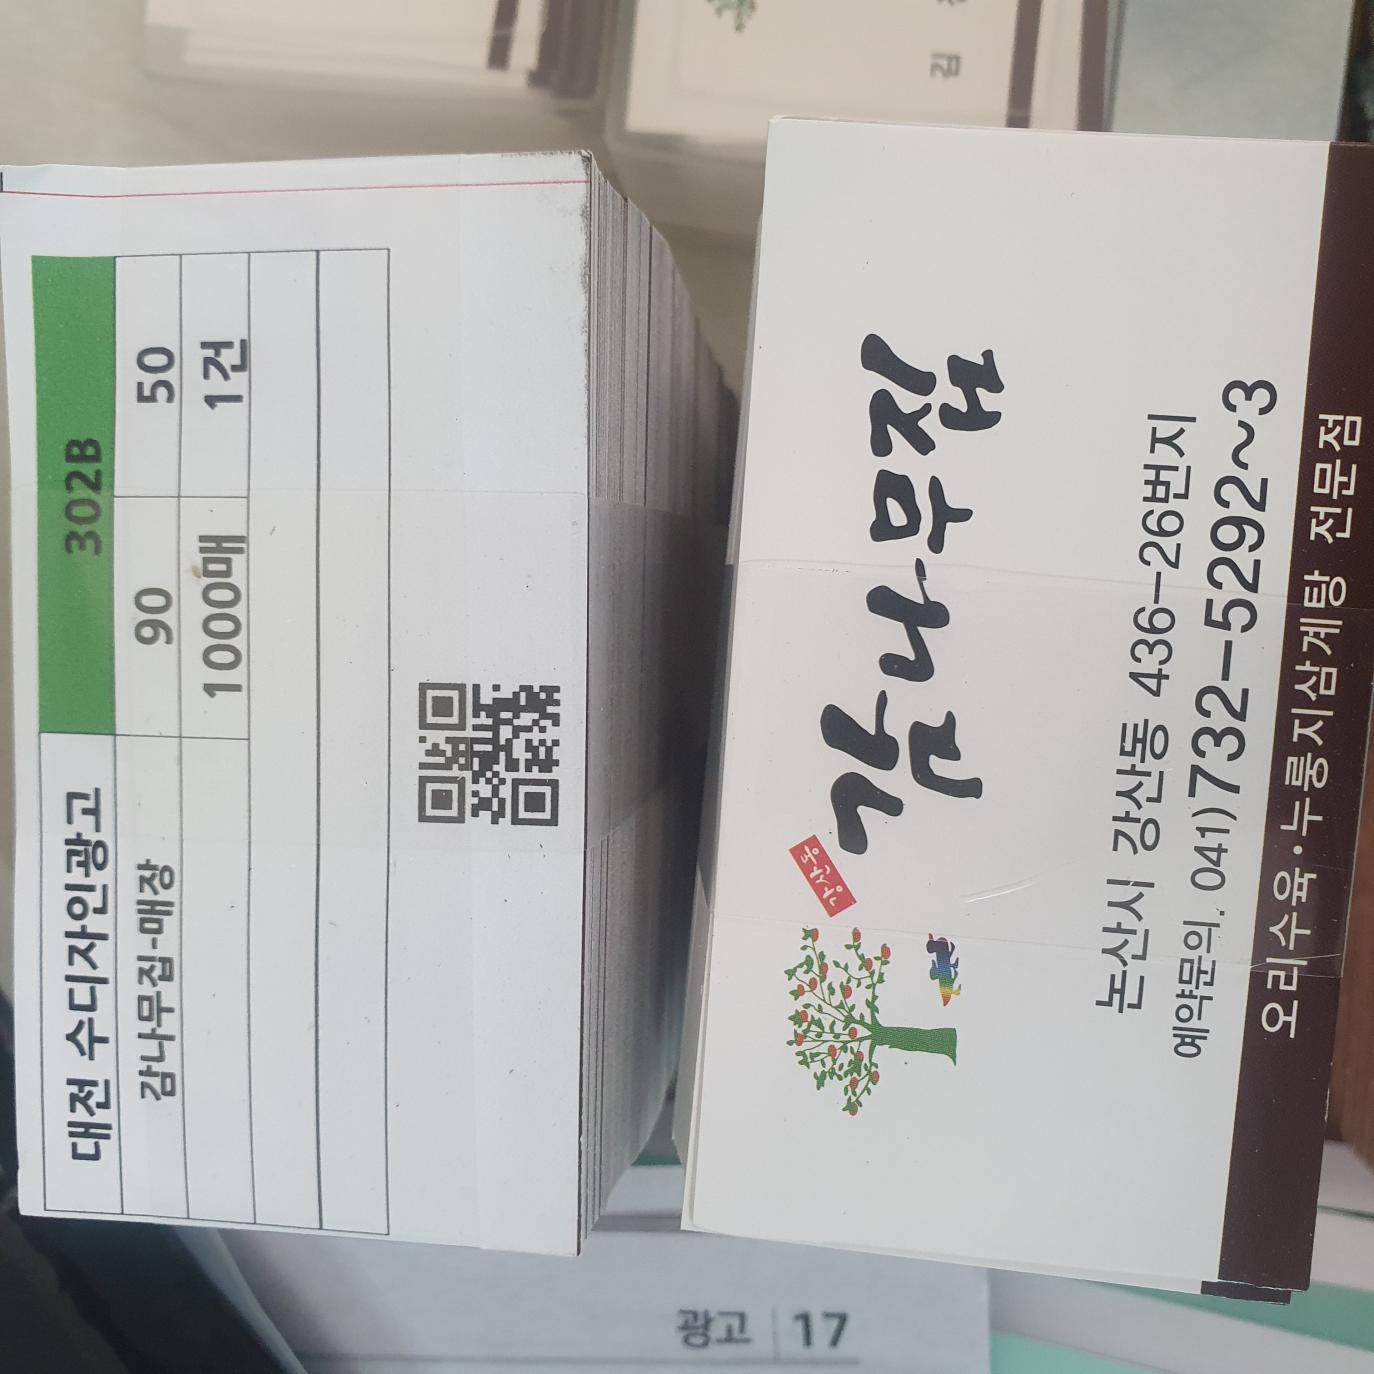 대전 수디자인광고 302B
감나무집-매장 90 50
1000매 1건
강산동
감나무집
논산시 강산동 436-26번지
예약문의. 041)732-5292~3
오리수육·누룽지삼계탕 전문점
광고 17
김